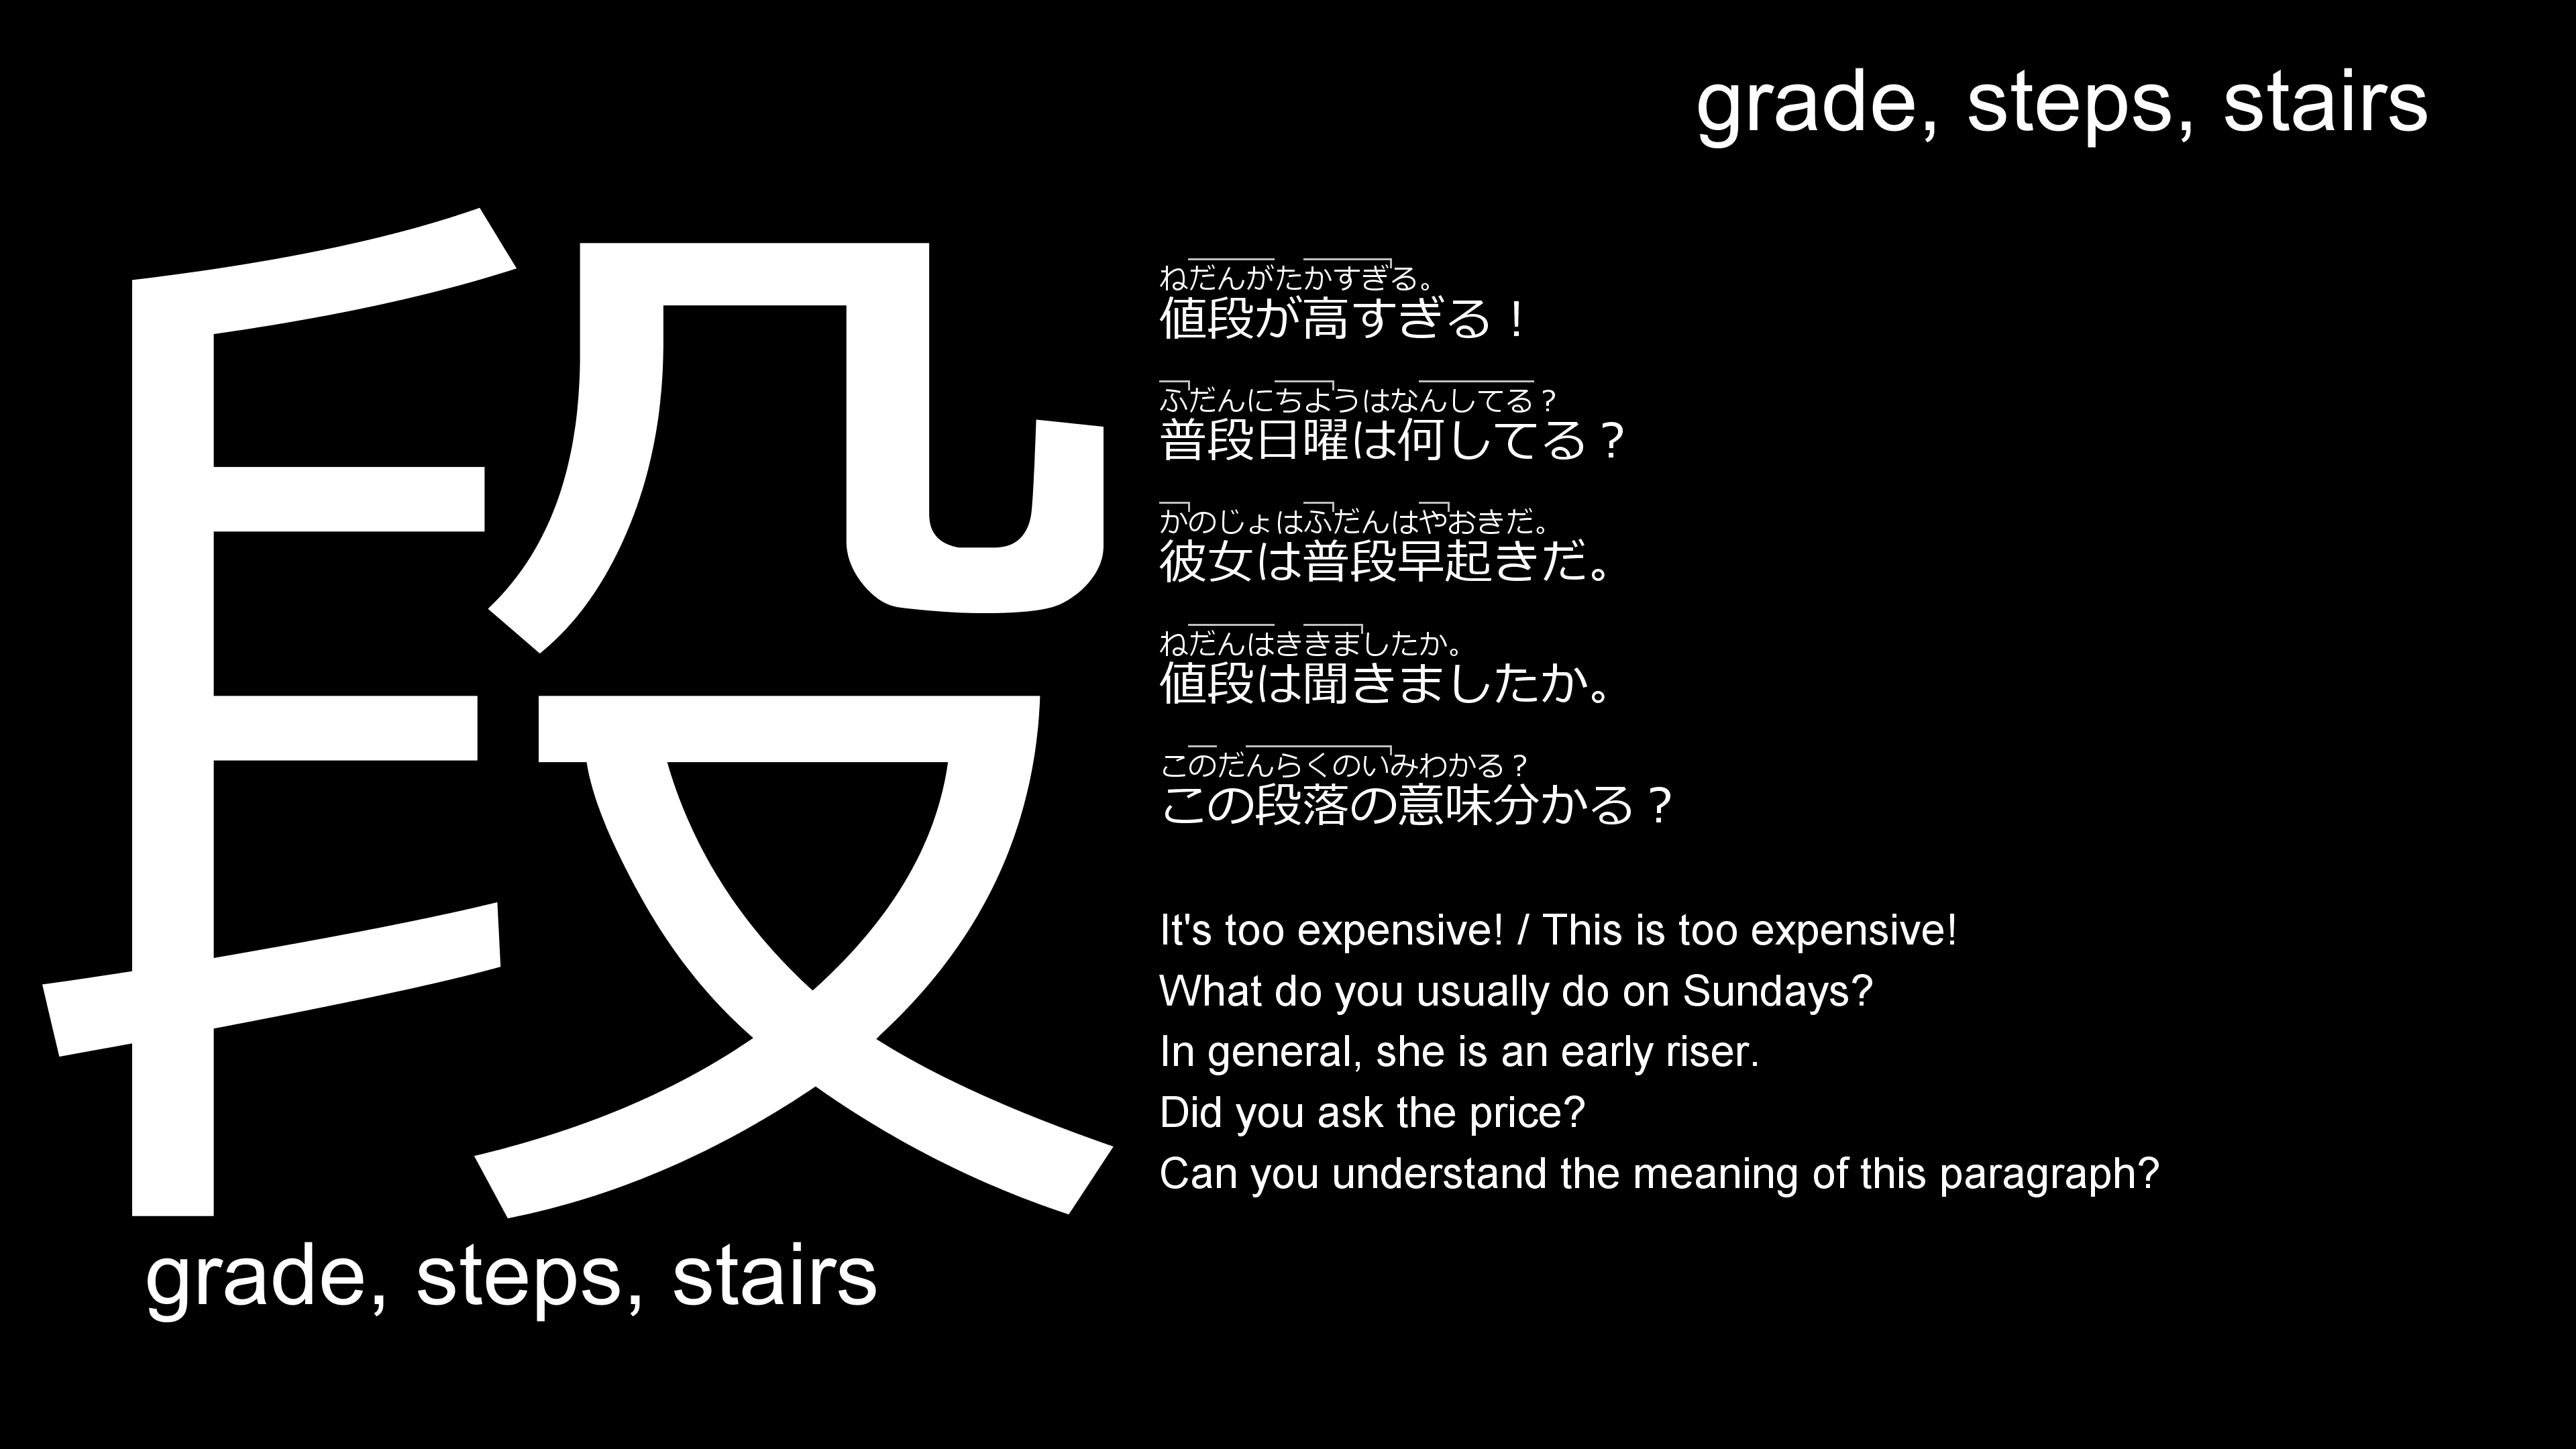 grade, steps, stairs
段
grade, steps, stairs
ねだんがたかすぎる。
値段が高すぎる！
ふだんにちようはなんしてる？
普段日曜は何してる？
かのじょはふだんはやおきだ。
彼女は普段早起きだ。
ねだんはききましたか。
値段は聞きましたか。
このだんらくのいみわかる？
この段落の意味分かる？
It's too expensive! / This is too expensive!
What do you usually do on Sundays?
In general, she is an early riser.
Did you ask the price?
Can you understand the meaning of this paragraph?